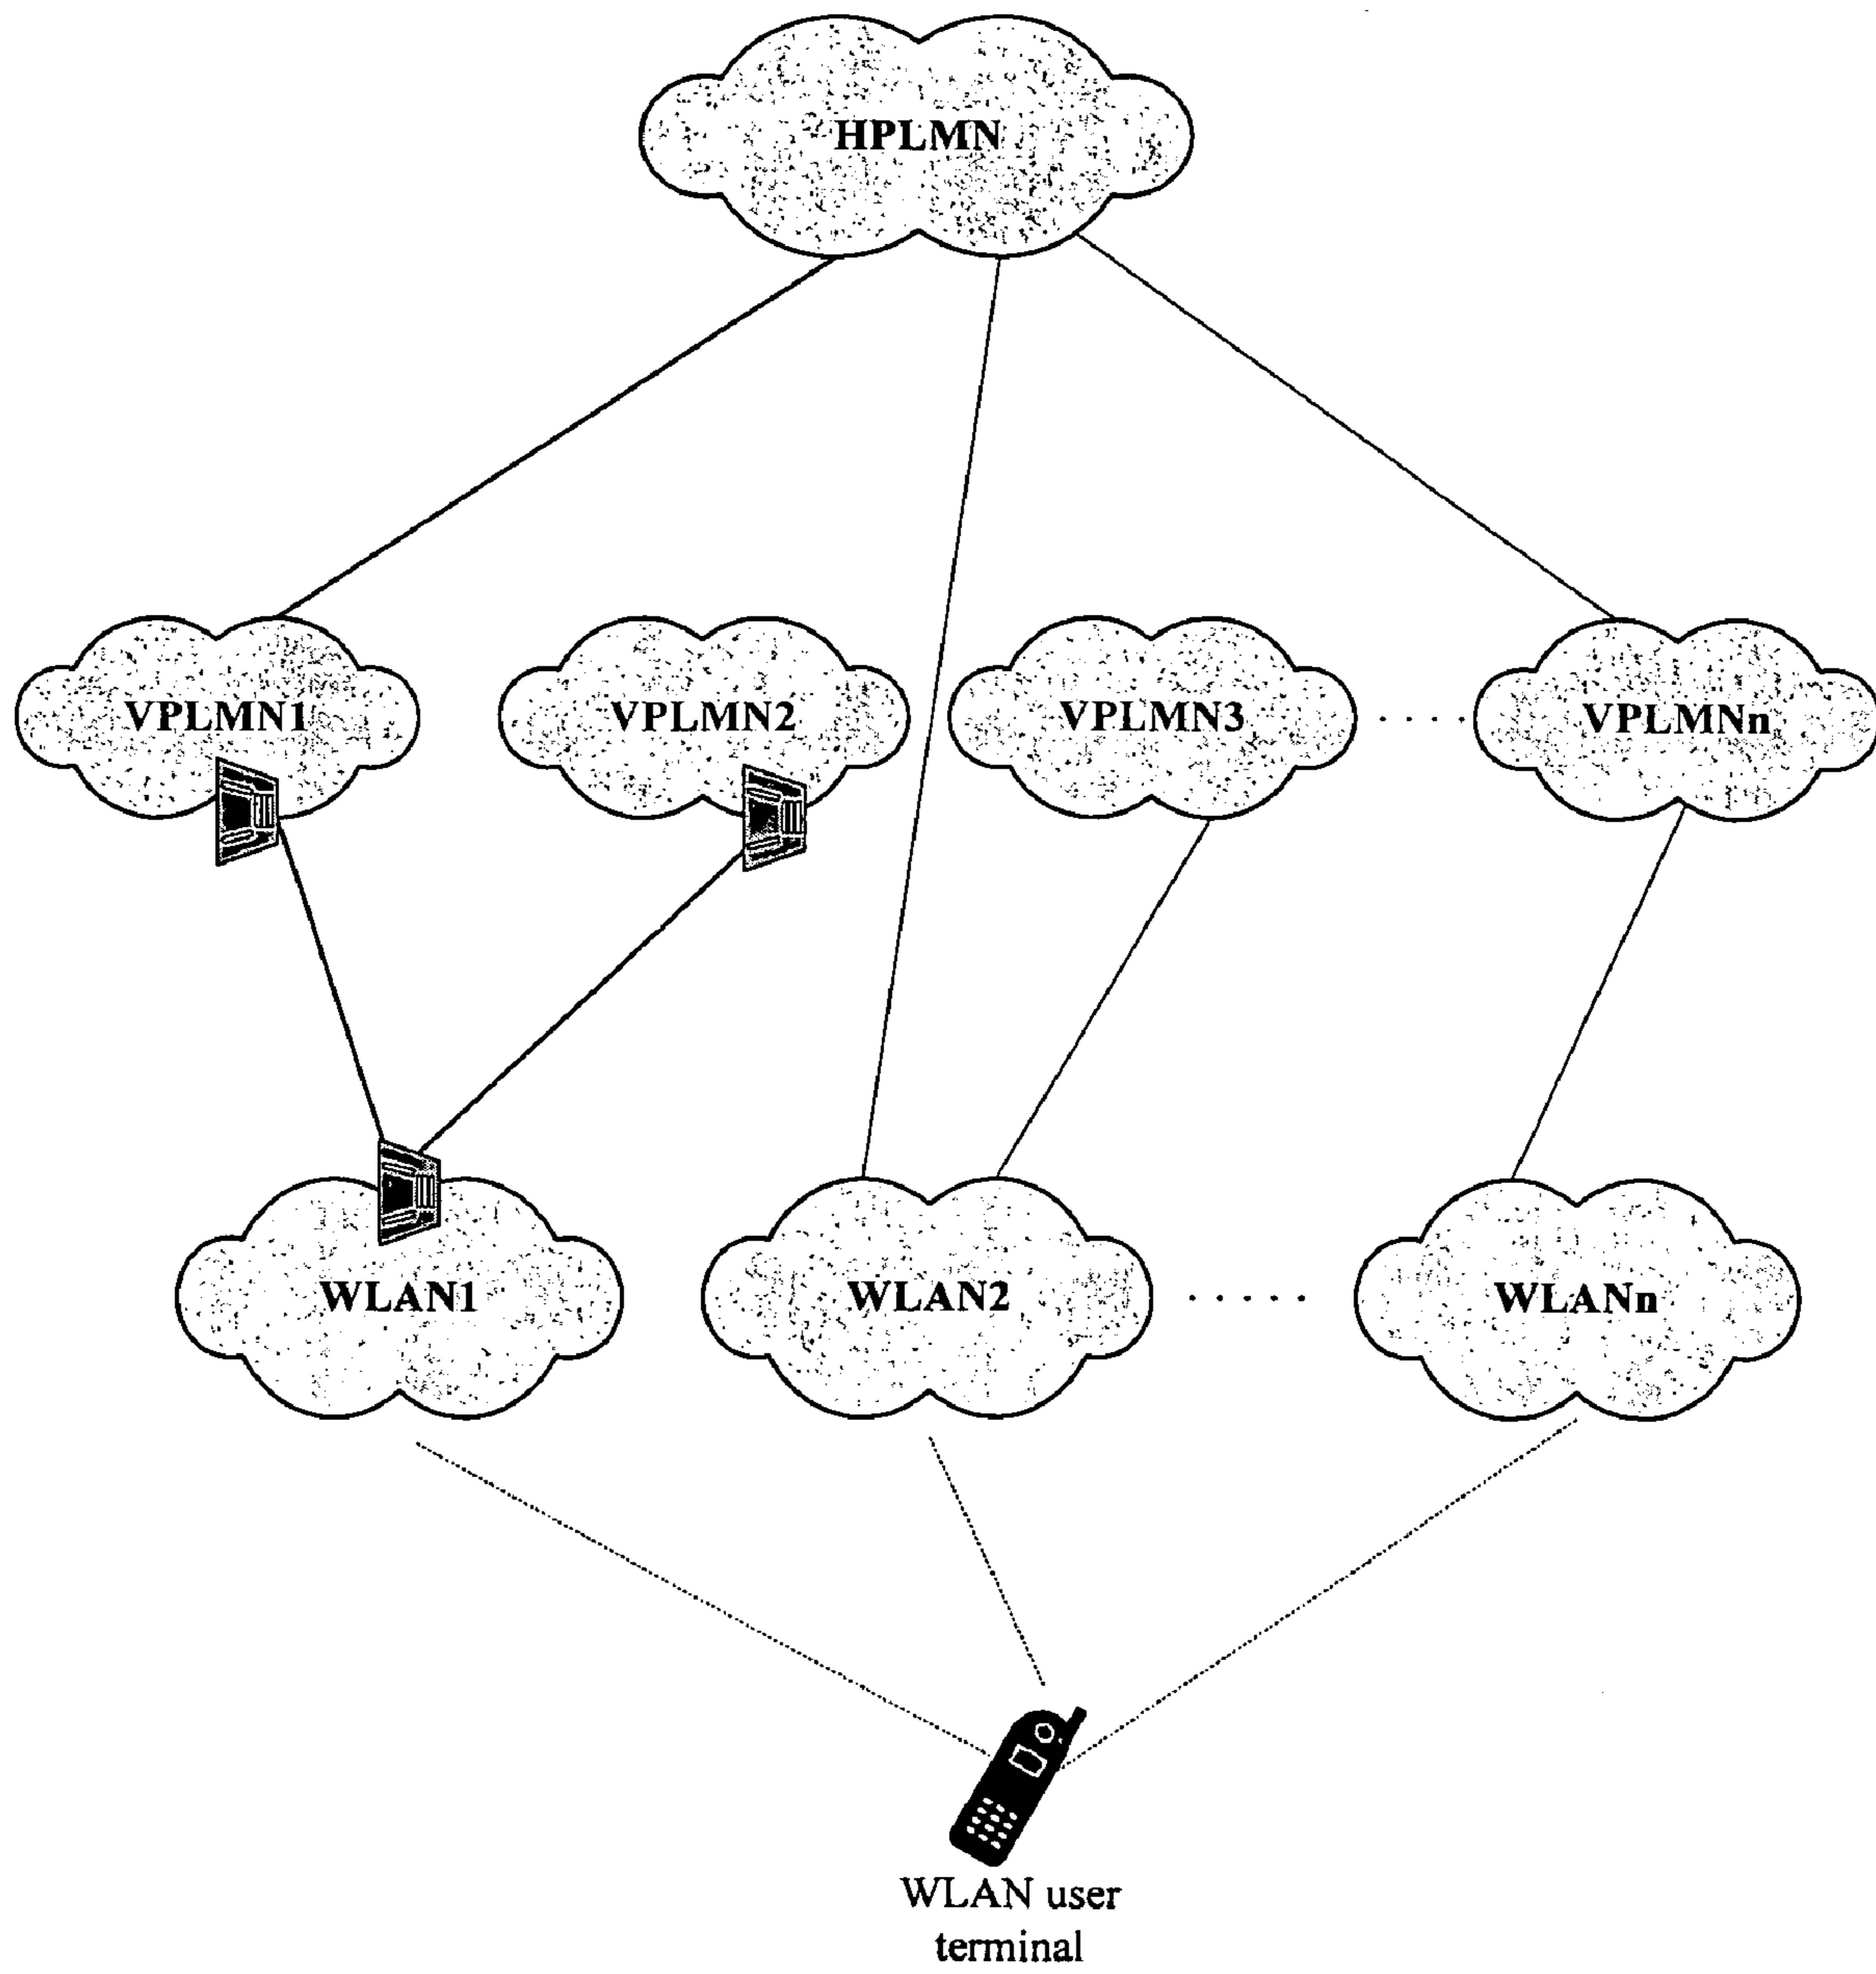 HPLMN
VPLMN1
VPLMN2
VPLMN3
VPLMNn
WLAN1
WLAN2
WLANn
WLAN user
terminal